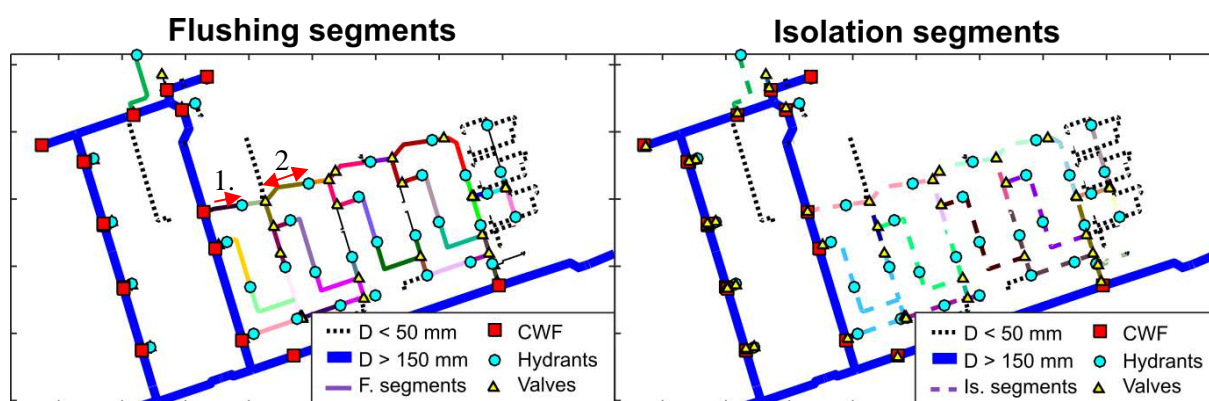 Flushing segments
Isolation segments
1.
2
D < 50 mm
CWF
D > 150 mm
Hydrants
F. segments
Valves
D < 50 mm
CWF
D > 150 mm
Hydrants
Is. segments
Valves